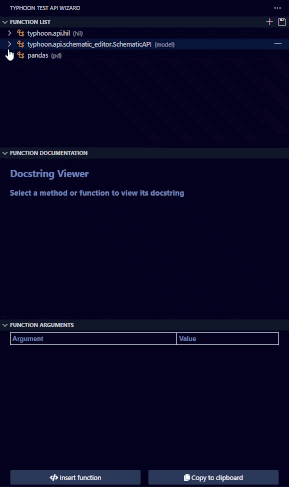 TYPHOON TEST API WIZARD
FUNCTION LIST
typhoon.api.hil (hil)
typhoon.api.schematic_editor.SchematicAPI (model)
pandas (pd)
FUNCTION DOCUMENTATION
Docstring Viewer
Select a method or function to view its docstring
FUNCTION ARGUMENTS
Argument Value
Insert function Copy to clipboard